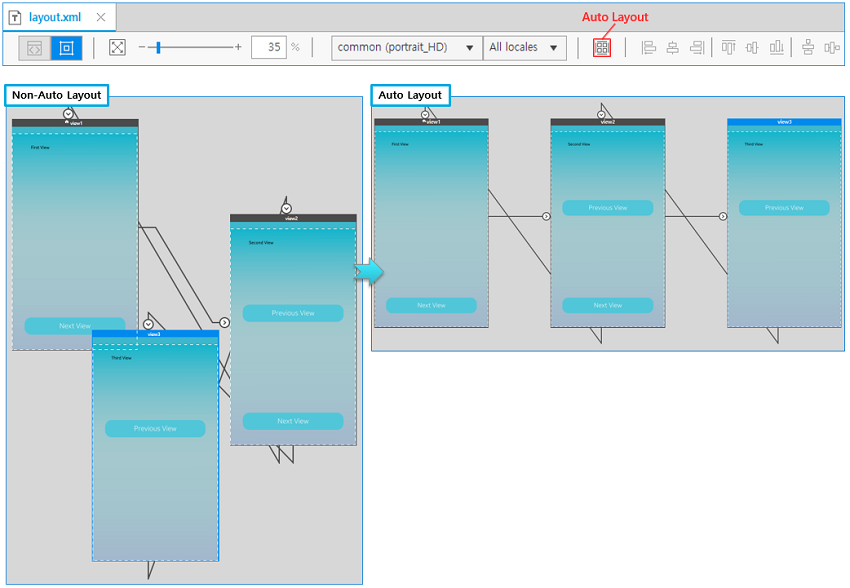 Auto Layout
layout.xml
35 %
common (portrait_HD)
All locales
Non-Auto Layout
view1
First View
Next View
view2
Second View
Previous View
Next View
view3
Third View
Previous View
Auto Layout
view1
First View
Next View
view2
Second View
Previous View
Next View
view3
Third View
Previous View